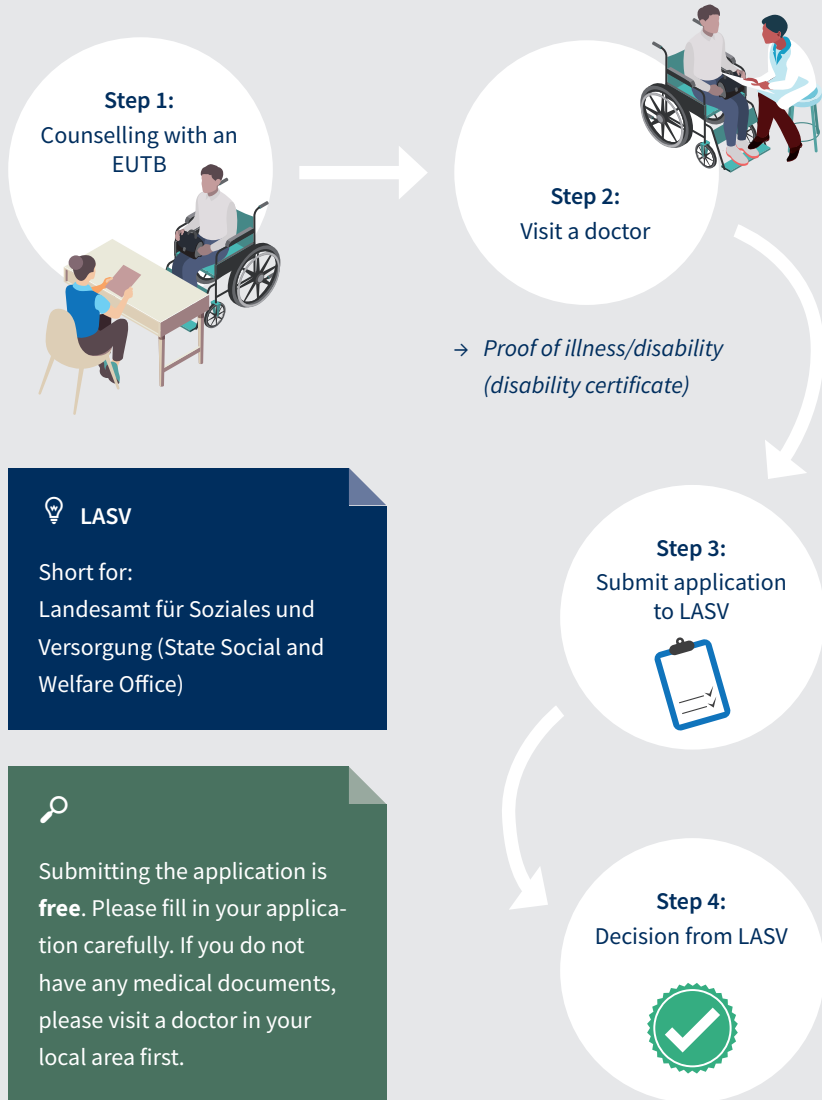 Step 1:
Counselling with an
EUTB
Step 2:
Visit a doctor
→ Proof of illness/disability
(disability certificate)
LASV
Short for:
Landesamt für Soziales und
Versorgung (State Social and
Welfare Office)
Step 3:
Submit application
to LASV
Submitting the application is
free. Please fill in your applica-
tion carefully. If you do not
have any medical documents,
please visit a doctor in your
local area first.
Step 4:
Decision from LASV